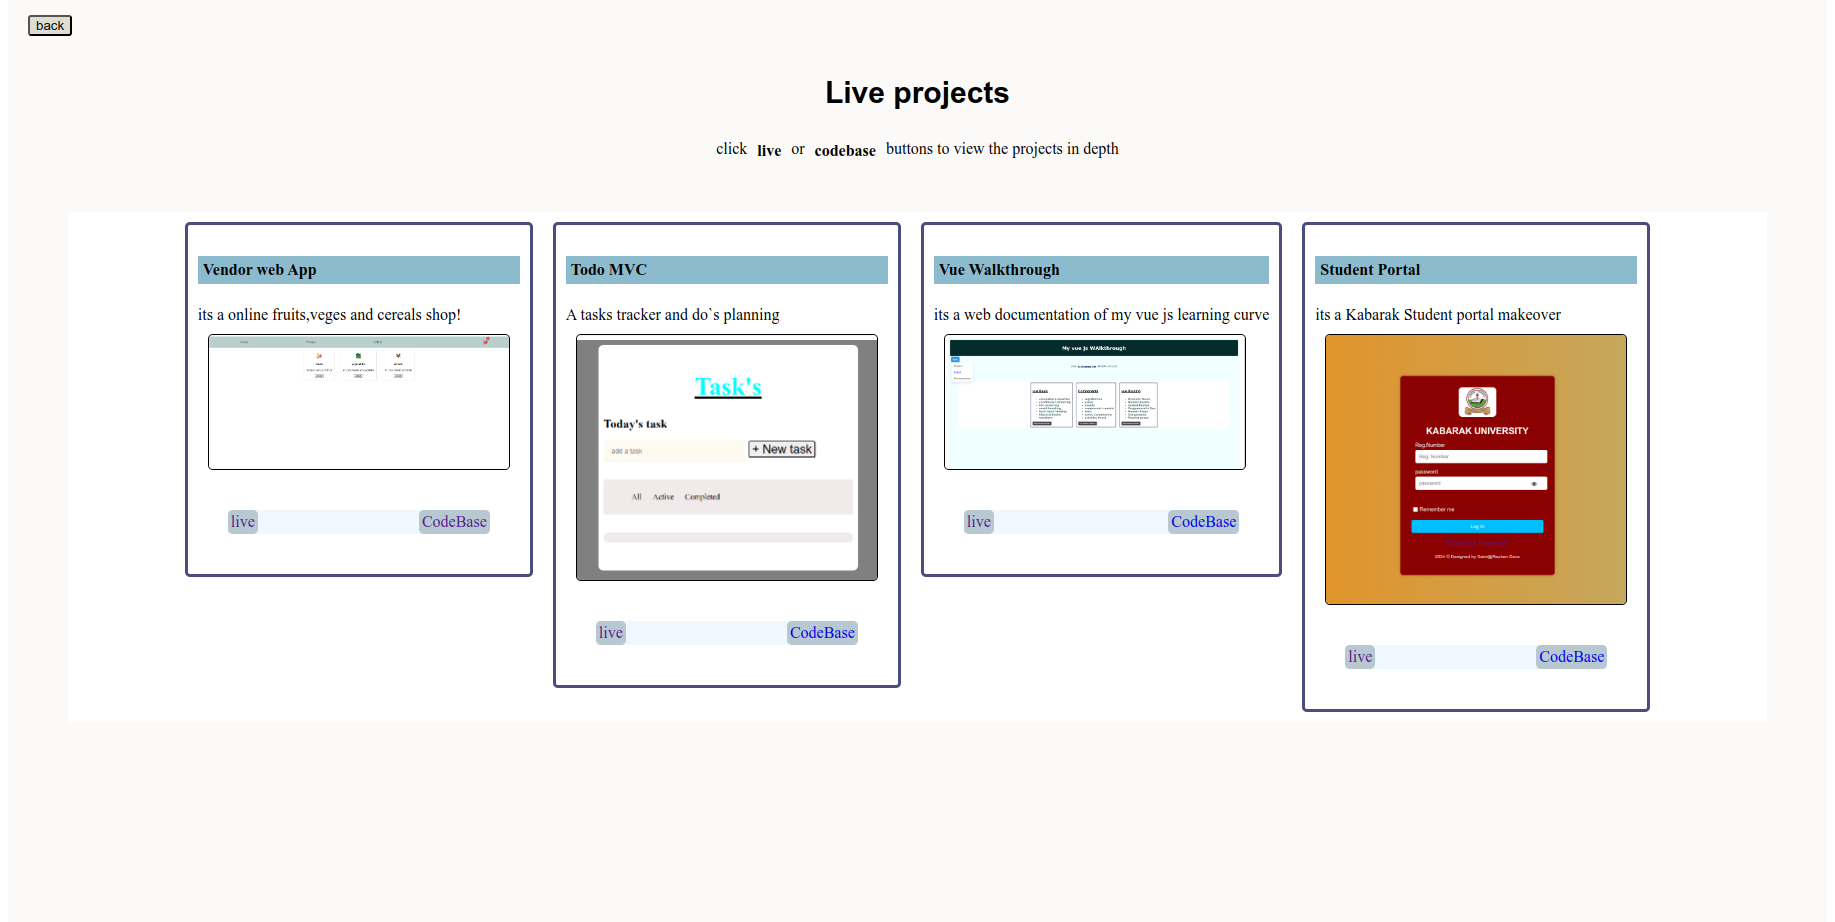 back
Live projects
click live or codebase buttons to view the projects in depth
Vendor web App
its a online fruits,veges and cereals shop!
live CodeBase
Todo MVC
A tasks tracker and do`s planning
Task's
Today's task
add a task + New task
All Active Completed
live CodeBase
Vue Walkthrough
its a web documentation of my vue js learning curve
My vue js WAlkthrough
live CodeBase
Student Portal
its a Kabarak Student portal makeover
KABARAK UNIVERSITY
Reg.Number
Reg. Number
password
password
Remember me
Log in
live CodeBase